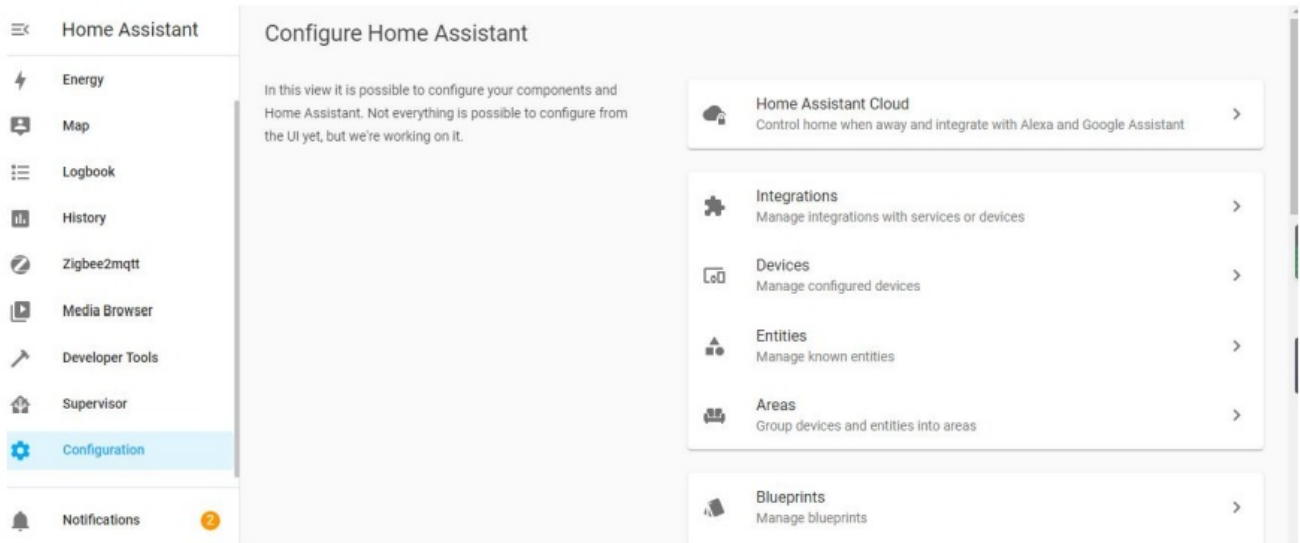 Home Assistant
Energy
Map
Logbook
History
Zigbee2mqtt
Media Browser
Developer Tools
Supervisor
Configuration
Notifications
2
Configure Home Assistant
In this view it is possible to configure your components and
Home Assistant. Not everything is possible to configure from
the UI yet, but we're working on it.
Home Assistant Cloud
Control home when away and integrate with Alexa and Google Assistant
Integrations
Manage integrations with services or devices
Devices
Manage configured devices
Entities
Manage known entities
Areas
Group devices and entities into areas
Blueprints
Manage blueprints